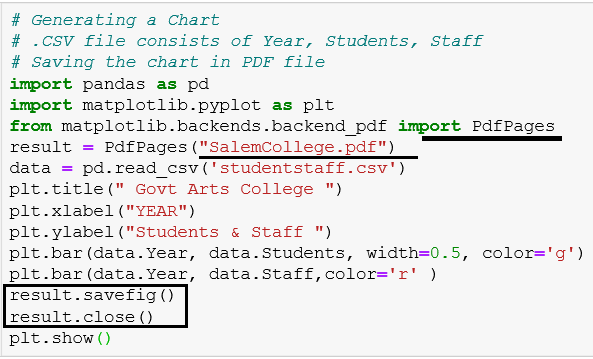 # Generating a Chart
# .CSV file consists of Year, Students, Staff
# Saving the chart in PDF file
import pandas as pd
import matplotlib.pyplot as plt
from matplotlib.backends.backend_pdf import PdfPages
result = PdfPages("SalemCollege.pdf")
data = pd.read_csv('studentstaff.csv')
plt.title(" Govt Arts College ")
plt.xlabel("YEAR")
plt.ylabel("Students & Staff ")
plt.bar(data.Year, data.Students, width=0.5, color='g')
plt.bar(data.Year, data.Staff,color='r' )
result.savefig()
result.close()
plt.show()